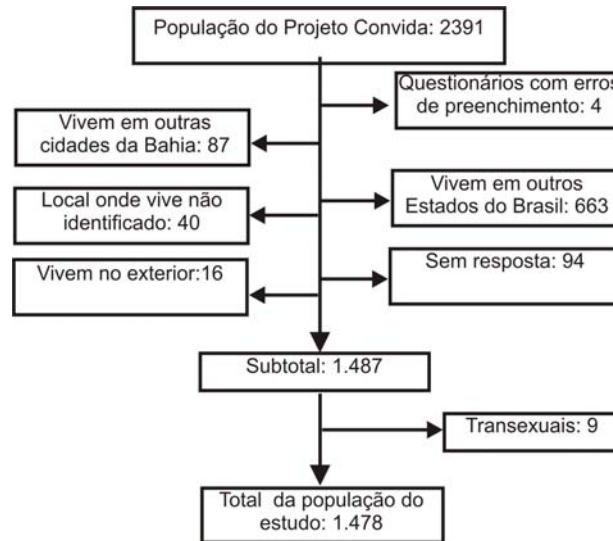 População do Projeto Convida: 2391
Questionários com erros
de preenchimento: 4
Vivem em outras
cidades da Bahia: 87
Vivem em outros
Estados do Brasil: 663
Local onde vive não
identificado: 40
Sem resposta: 94
Vivem no exterior:16
Subtotal: 1.487
Transexuais: 9
Total da população do
estudo: 1.478